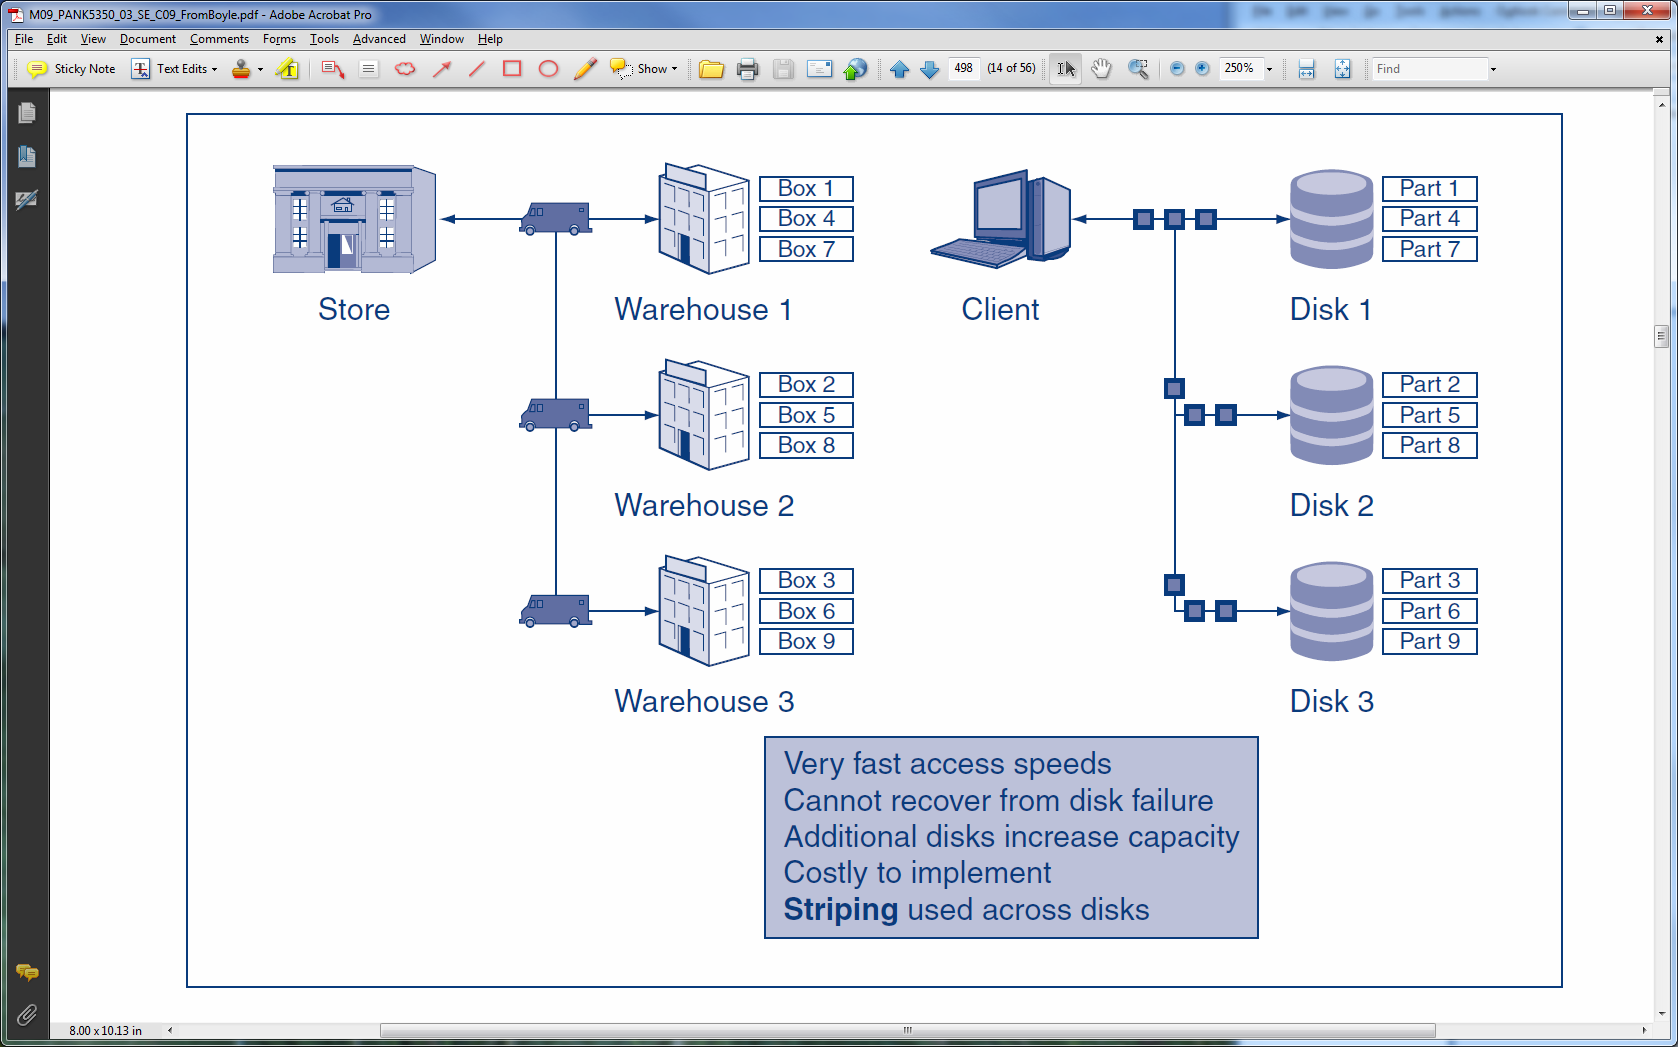 M09_PANK5350_03_SE_C09_FromBoyle.pdf - Adobe Acrobat Pro
File Edit View Document Comments Forms Tools Advanced Window Help
Sticky Note Text Edits Show 498 (14 of 56) 250% Find
Box 1
Box 4
Box 7
Part 1
Part 4
Part 7
Store Warehouse 1 Client Disk 1
Box 2
Box 5
Box 8
Part 2
Part 5
Part 8
Warehouse 2 Disk 2
Box 3
Box 6
Box 9
Part 3
Part 6
Part 9
Warehouse 3 Disk 3
Very fast access speeds
Cannot recover from disk failure
Additional disks increase capacity
Costly to implement
Striping used across disks
8.00 x 10.13 in